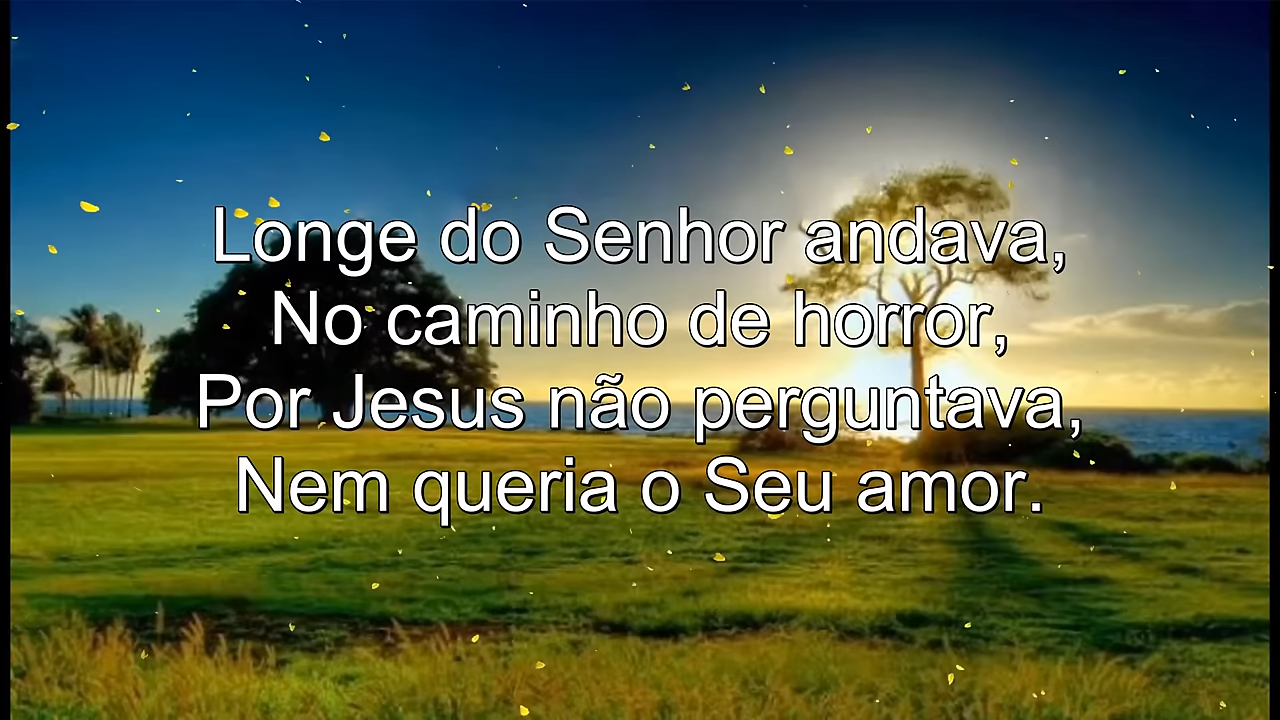 Longe do Senhor andava,
No caminho de horror,
Por Jesus não perguntava,
Nem queria o Seu amor.